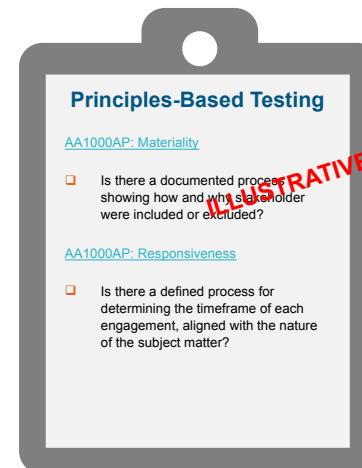 Principles-Based Testing
AA1000AP: Materiality
❑ Is there a documented process
showing how and why stakeholder
were included or excluded?
ILLUSTRATIVE
AA1000AP: Responsiveness
❑ Is there a defined process for
determining the timeframe of each
engagement, aligned with the nature
of the subject matter?